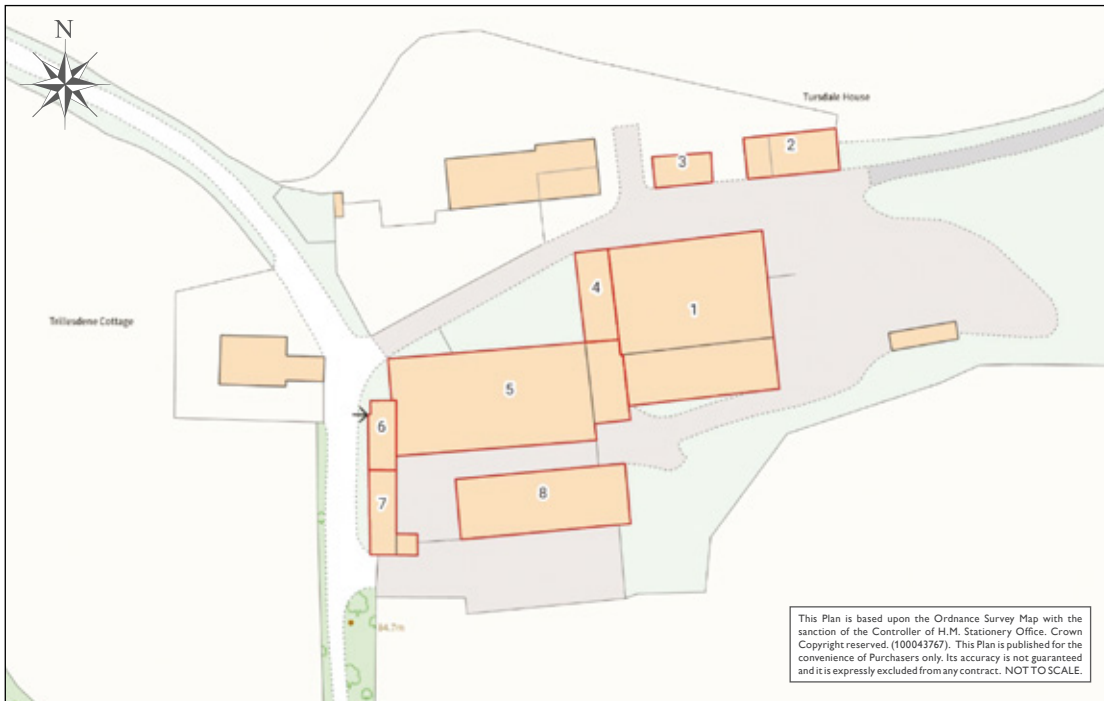 N
Tursdale House
2
3
4
1
Tellesdene Cottage
5
6
7
8
84.7m
This Plan is based upon the Ordnance Survey Map with the
sanction of the Controller of H.M. Stationery Office. Crown
Copyright reserved. (100043767). This Plan is published for the
convenience of Purchasers only. Its accuracy is not guaranteed
and it is expressly excluded from any contract. NOT TO SCALE.